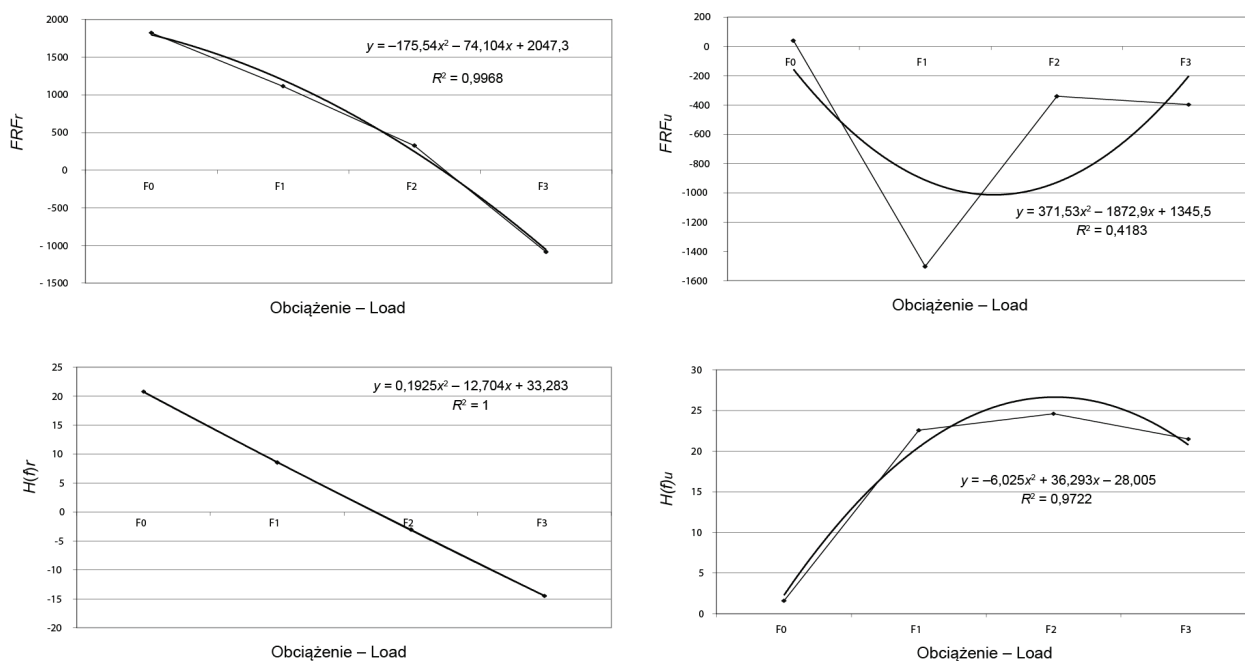 2000
1500
1000
500
0
- 500
- 1000
- 1500
FRFr
F0 F1 F2 F3
y = –175,54x² – 74,104x + 2047,3
R² = 0,9968
Obciążenie – Load
200
0
-200
-400
-600
-800
-1000
-1200
-1400
-1600
FRFu
F0 F1 F2 F3
y = 371,53x² – 1872,9x + 1345,5
R² = 0,4183
Obciążenie – Load
25
20
15
10
5
0
-5
-10
-15
-20
H(f)r
F0 F1 F2 F3
y = 0,1925x² – 12,704x + 33,283
R² = 1
Obciążenie – Load
30
25
20
15
10
5
0
H(f)u
F0 F1 F2 F3
y = –6,025x² + 36,293x – 28,005
R² = 0,9722
Obciążenie – Load